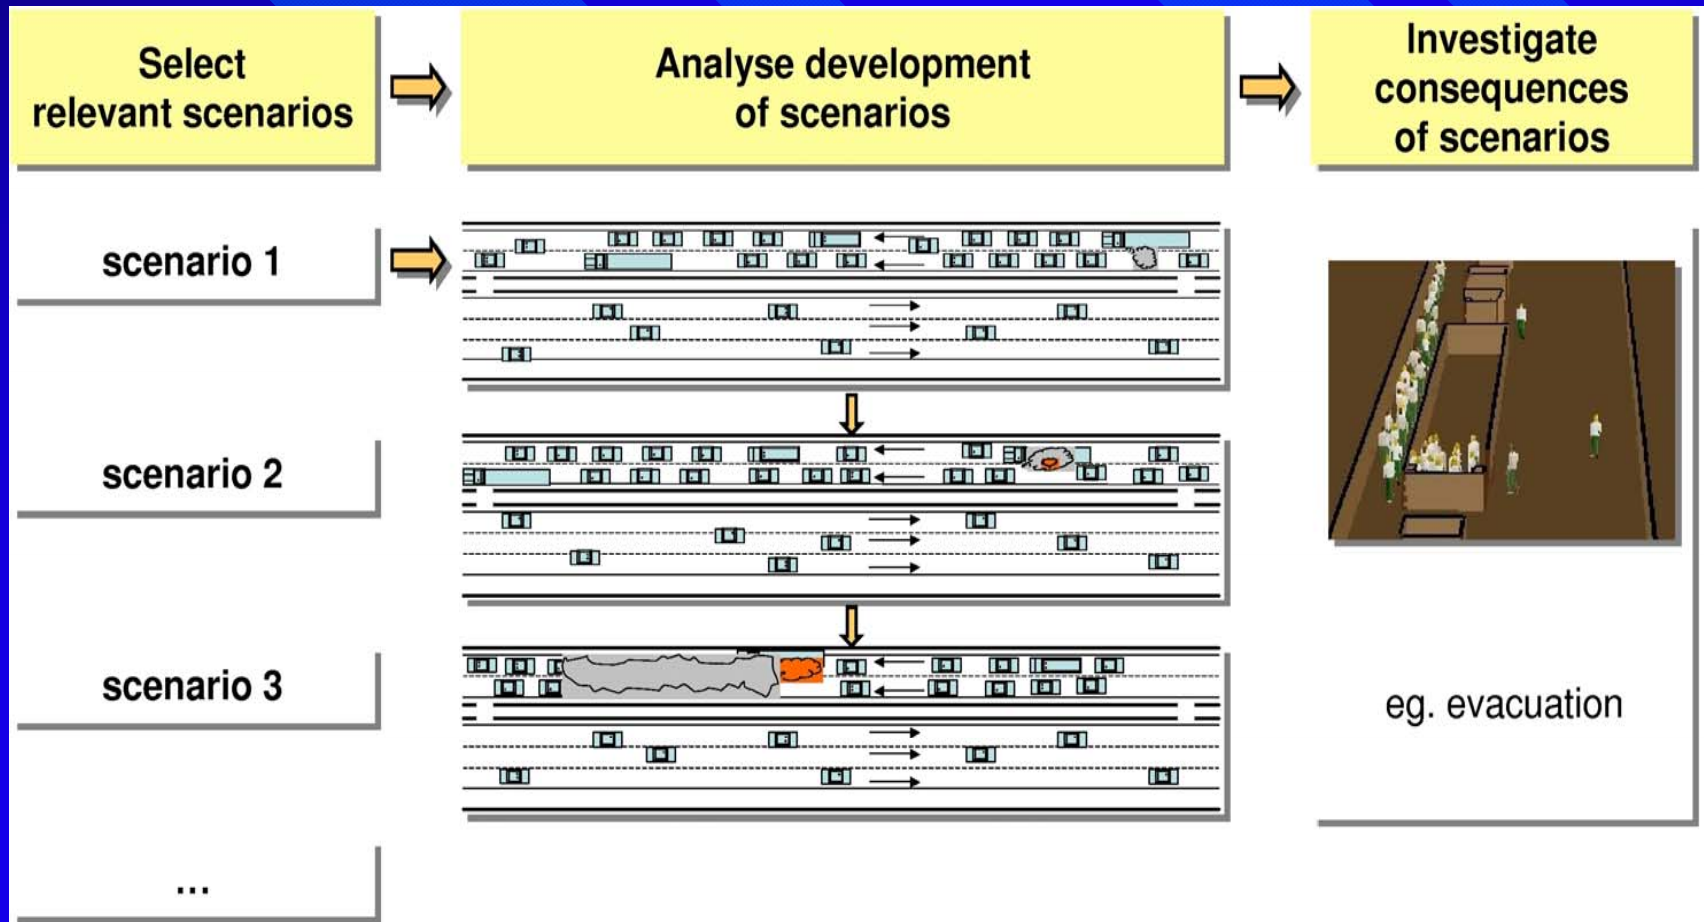 Select
relevant scenarios
Analyse development
of scenarios
Investigate
consequences
of scenarios
scenario 1
scenario 2
scenario 3
...
eg. evacuation